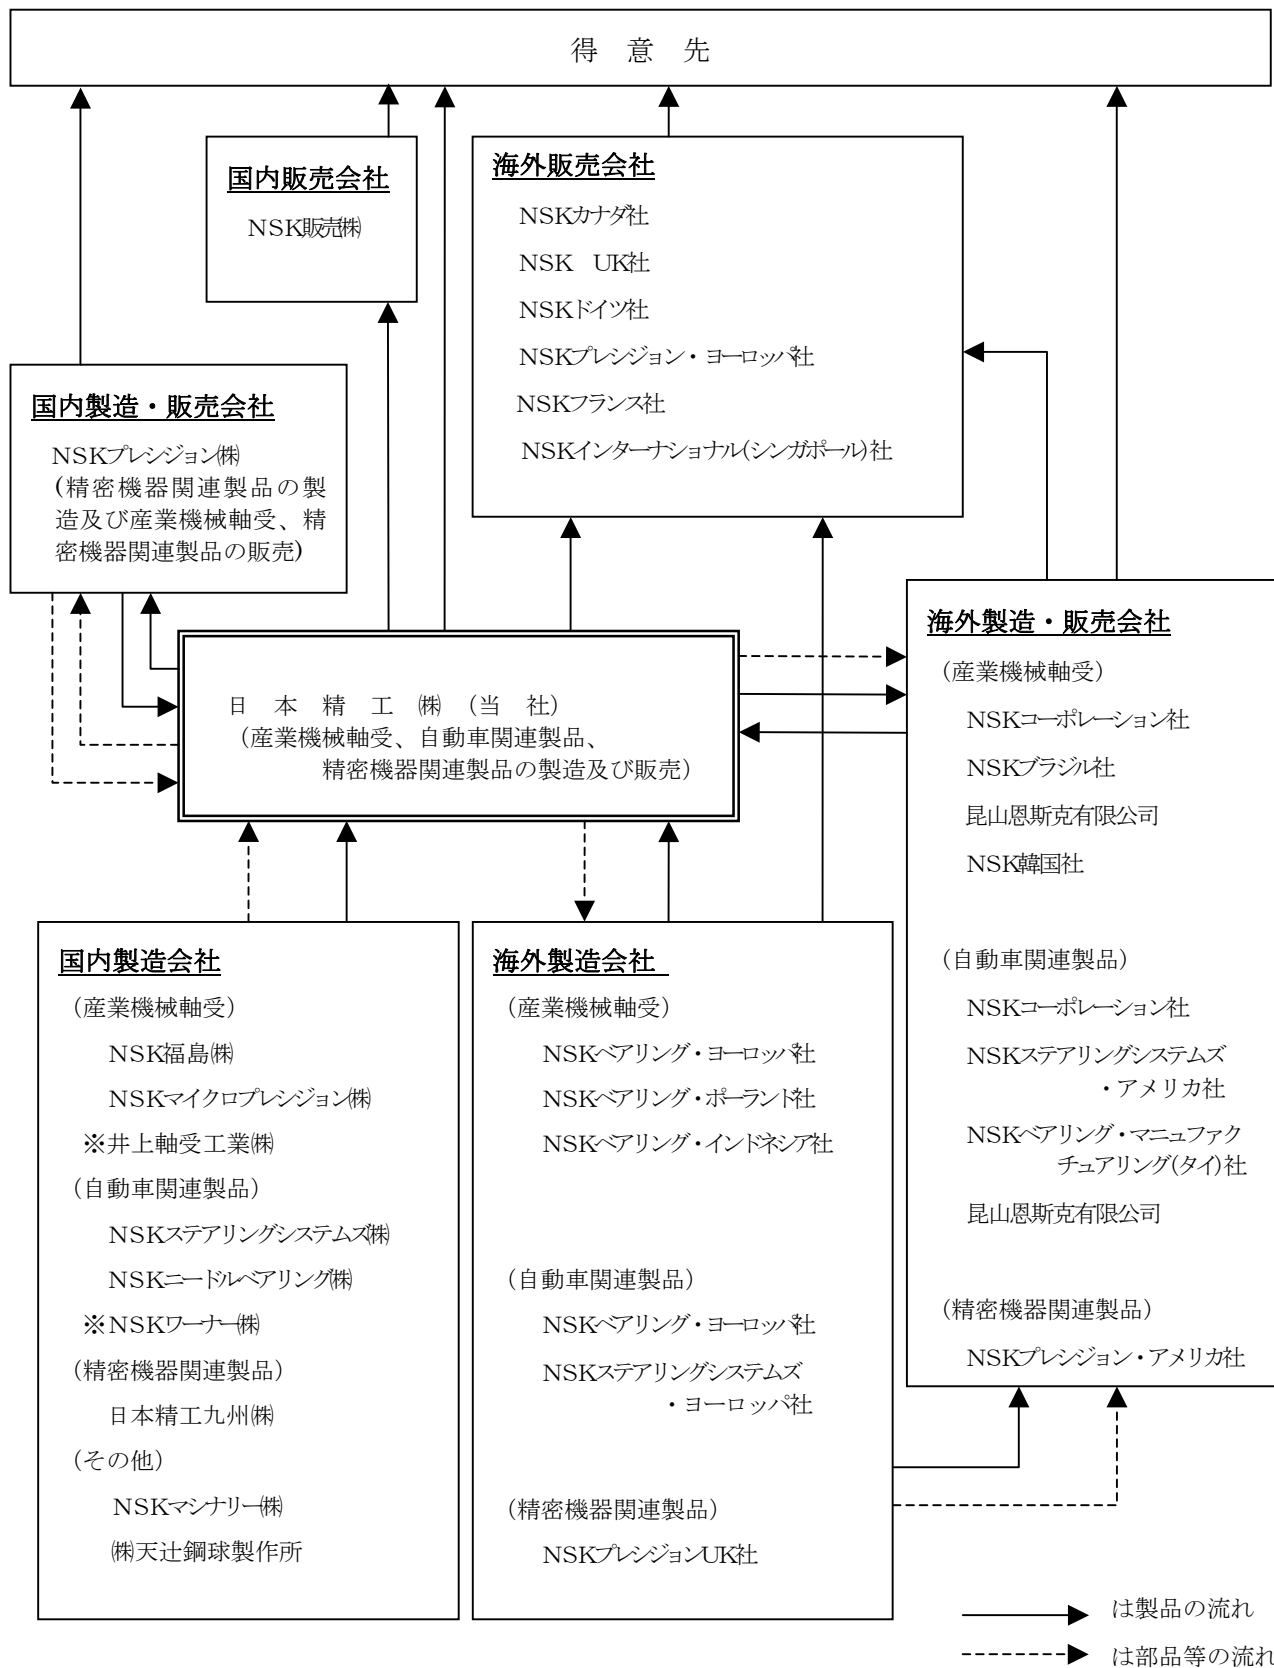 得　意　先
国内販売会社
NSK販売㈱
海外販売会社
NSKカナダ社
NSK　UK社
NSKドイツ社
NSKプレシジョン・ヨーロッパ社
NSKフランス社
NSKインターナショナル(シンガポール)社
国内製造・販売会社
NSKプレシジョン㈱
(精密機器関連製品の製
造及び産業機械軸受、精
密機器関連製品の販売)
日　本　精　工　㈱　（当　社）
（産業機械軸受、自動車関連製品、
精密機器関連製品の製造及び販売）
海外製造・販売会社
（産業機械軸受）
NSKコーポレーション社
NSKブラジル社
昆山恩斯克有限公司
NSK韓国社
（自動車関連製品）
NSKコーポレーション社
NSKステアリングシステムズ
・アメリカ社
NSKベアリング・マニュファク
チュアリング(タイ)社
昆山恩斯克有限公司
（精密機器関連製品）
NSKプレシジョン・アメリカ社
国内製造会社
（産業機械軸受）
NSK福島㈱
NSKマイクロプレシジョン㈱
※井上軸受工業㈱
（自動車関連製品）
NSKステアリングシステムズ㈱
NSKニードルベアリング㈱
※NSKワーナー㈱
（精密機器関連製品）
日本精工九州㈱
（その他）
NSKマシナリー㈱
㈱天辻鋼球製作所
海外製造会社
（産業機械軸受）
NSKベアリング・ヨーロッパ社
NSKベアリング・ポーランド社
NSKベアリング・インドネシア社
（自動車関連製品）
NSKベアリング・ヨーロッパ社
NSKステアリングシステムズ
・ヨーロッパ社
（精密機器関連製品）
NSKプレシジョンUK社
は製品の流れ
は部品等の流れ